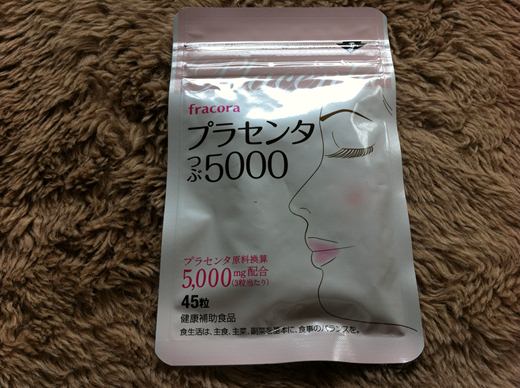 fracora
プラセンタ
つぶ5000
プラセンタ原料換算
5,000mg配合
(3粒当たり)
45粒
健康補助食品
食生活は、主食、主菜、副菜を基本に、食事のバランスを。